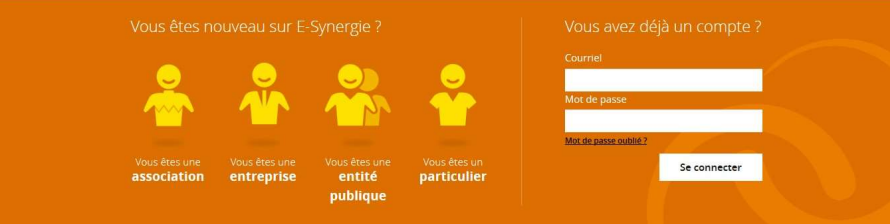 Vous êtes nouveau sur E-Synergie ?
Vous êtes une
association
Vous êtes une
entreprise
Vous êtes une
entité
publique
Vous êtes un
particulier
Vous avez déjà un compte ?
Courriel
Mot de passe
Mot de passe oublié ?
Se connecter